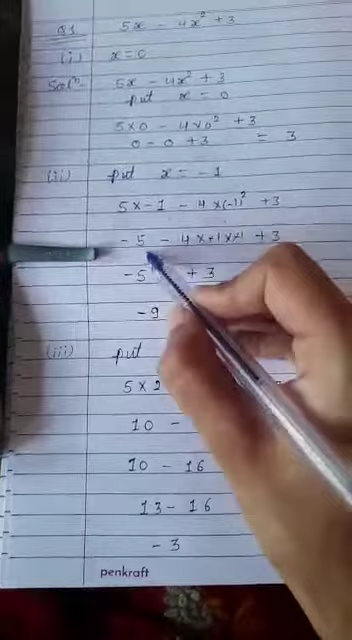 Q1 5x - 4x² + 3
(i) x = 0
Solⁿ- 5x - 4x² + 3
put x = 0
5×0 - 4×0² + 3
0 - 0 + 3 = 3
(ii) put x = -1
5×-1 - 4×(-1)² + 3
-5 - 4×-1×-1 + 3
-5 + 3
-9
(iii) put
5×2
10 -
10 - 16
13 - 16
-3
penkraft